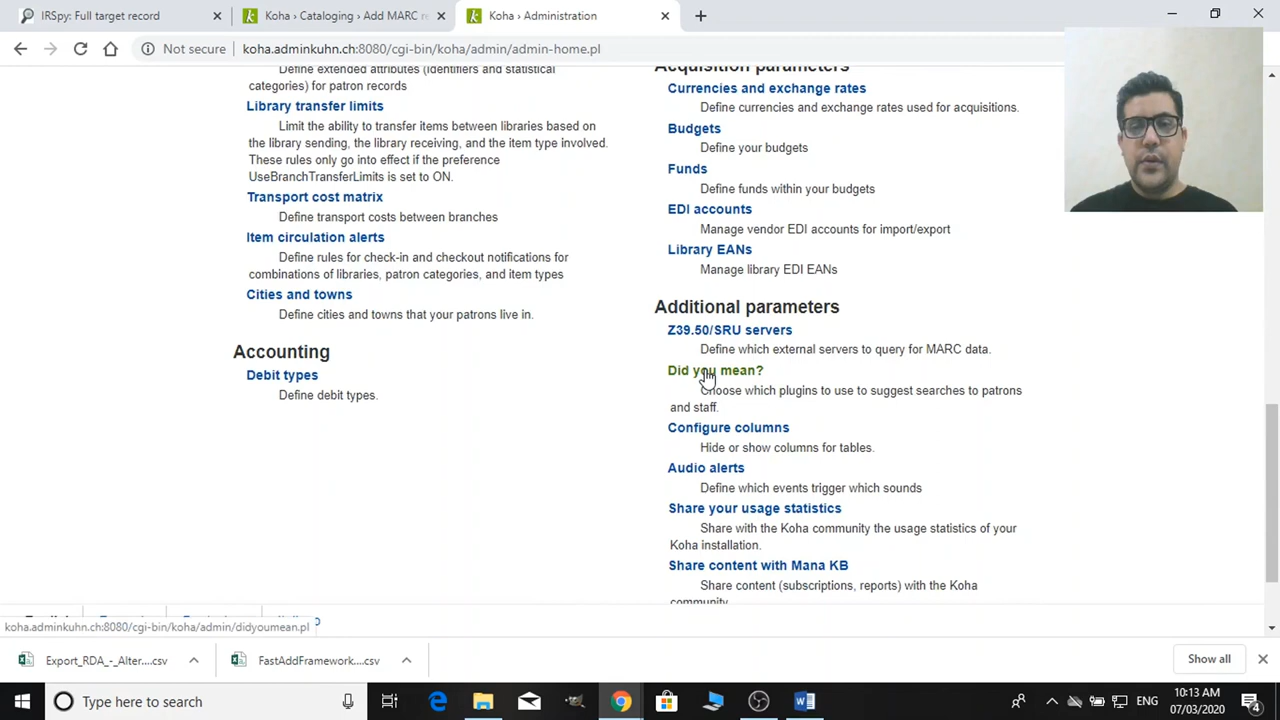 IRSpy: Full target record
Koha › Cataloging › Add MARC re
Koha › Administration
Not secure
koha.adminkuhn.ch:8080/cgi-bin/koha/admin/admin-home.pl
Define extended attributes (identifiers and statistical
categories) for patron records
Library transfer limits
Limit the ability to transfer items between libraries based on
the library sending, the library receiving, and the item type involved.
These rules only go into effect if the preference
UseBranchTransferLimits is set to ON.
Transport cost matrix
Define transport costs between branches
Item circulation alerts
Define rules for check-in and checkout notifications for
combinations of libraries, patron categories, and item types
Cities and towns
Define cities and towns that your patrons live in.
Accounting
Debit types
Define debit types.
Acquisition parameters
Currencies and exchange rates
Define currencies and exchange rates used for acquisitions.
Budgets
Define your budgets
Funds
Define funds within your budgets
EDI accounts
Manage vendor EDI accounts for import/export
Library EANs
Manage library EDI EANs
Additional parameters
Z39.50/SRU servers
Define which external servers to query for MARC data.
Did you mean?
Choose which plugins to use to suggest searches to patrons
and staff.
Configure columns
Hide or show columns for tables.
Audio alerts
Define which events trigger which sounds
Share your usage statistics
Share with the Koha community the usage statistics of your
Koha installation.
Share content with Mana KB
Share content (subscriptions, reports) with the Koha
community.
koha.adminkuhn.ch:8080/cgi-bin/koha/admin/didyoumean.pl
Export_RDA_-_Alter....csv
FastAddFramework....csv
Show all
Type here to search
ENG
10:13 AM
07/03/2020
4